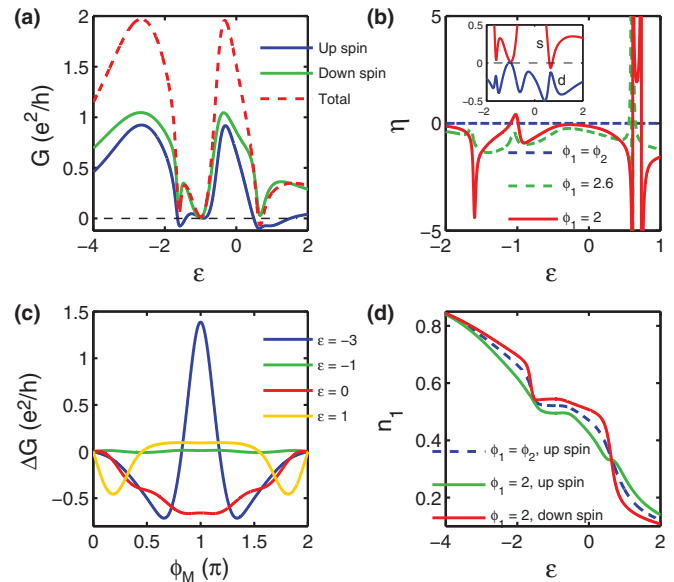 (a)
G (e²/h)
2
1.5
1
0.5
0
−4
−2
0
2
ε
Up spin
Down spin
Total
(b)
η
5
0
−5
−2
−1
0
1
ε
0.5
0
−0.5
−2
0
2
s
d
ϕ₁ = ϕ₂
ϕ₁ = 2.6
ϕ₁ = 2
(c)
ΔG (e²/h)
1.5
1
0.5
0
−0.5
0
0.5
1
1.5
2
ϕM (π)
ε = −3
ε = −1
ε = 0
ε = 1
(d)
n₁
0.8
0.6
0.4
0.2
−4
−2
0
2
ε
ϕ₁ = ϕ₂, up spin
ϕ₁ = 2, up spin
ϕ₁ = 2, down spin